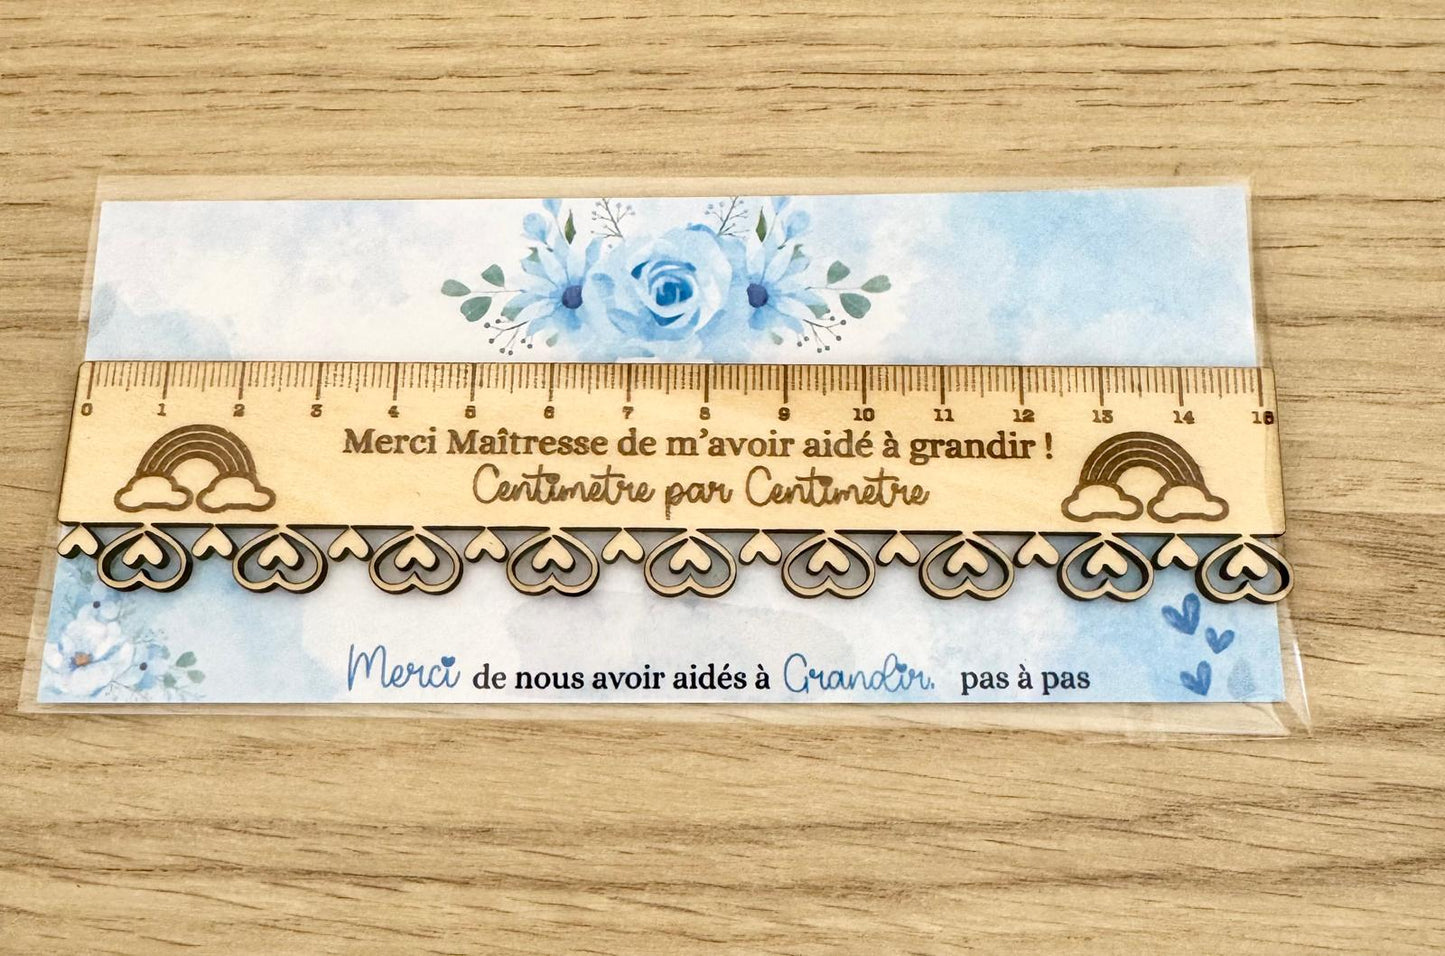 0 1 2 3 4 5 6 7 8 9 10 11 12 13 14 15
Merci Maîtresse de m'avoir aidé à grandir !
Centimetre par Centimetre
Merci de nous avoir aidés à Grandir. pas à pas